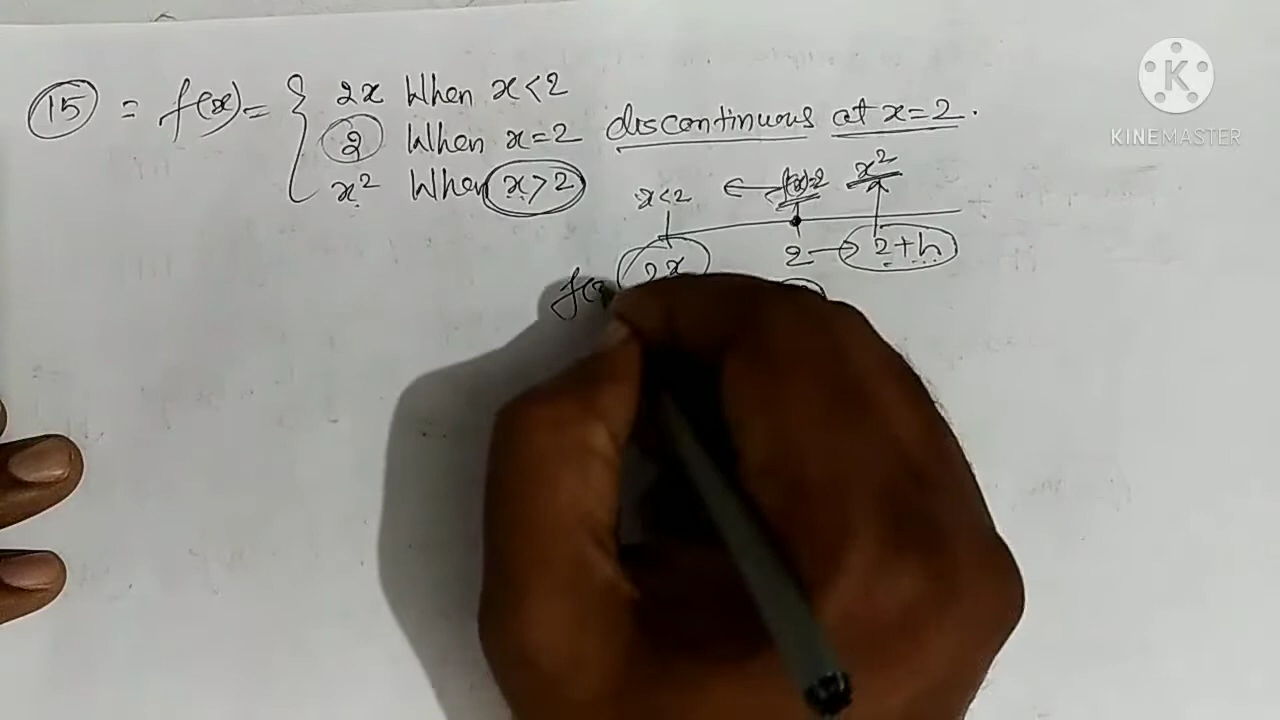 15 = f(x) = { 2x When x<2
2 When x=2 discontinuous at x=2.
x² When x>2
x<2 f(x)=2 x²
2 2+h
2x
f(x
K
KINEMASTER